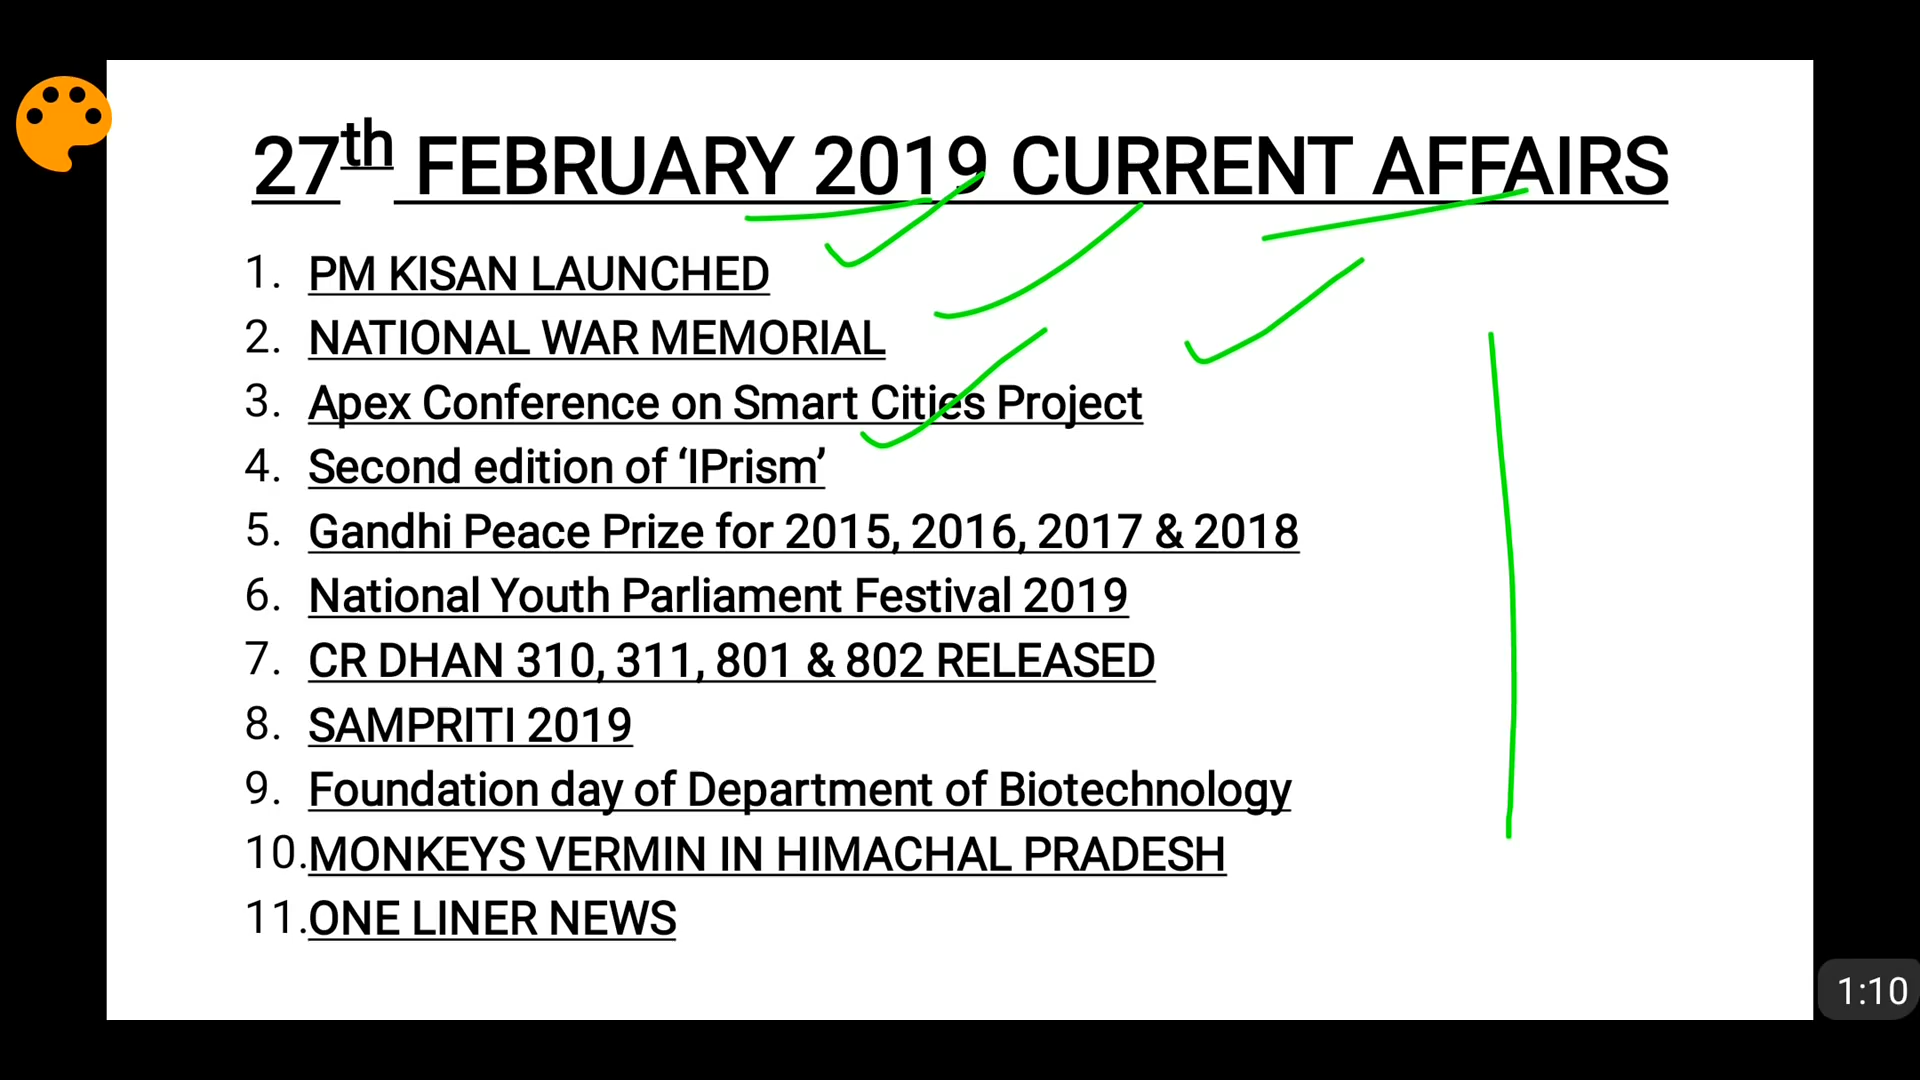 27th FEBRUARY 2019 CURRENT AFFAIRS
1. PM KISAN LAUNCHED
2. NATIONAL WAR MEMORIAL
3. Apex Conference on Smart Cities Project
4. Second edition of ‘IPrism’
5. Gandhi Peace Prize for 2015, 2016, 2017 & 2018
6. National Youth Parliament Festival 2019
7. CR DHAN 310, 311, 801 & 802 RELEASED
8. SAMPRITI 2019
9. Foundation day of Department of Biotechnology
10.MONKEYS VERMIN IN HIMACHAL PRADESH
11.ONE LINER NEWS
1:10